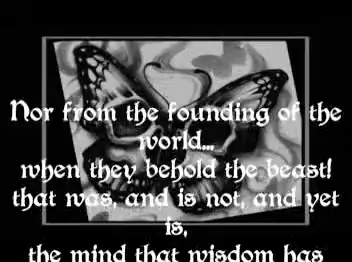 Nor from the founding of the
world...
when they behold the beast!
that was, and is not, and yet
is,
the mind that wisdom has